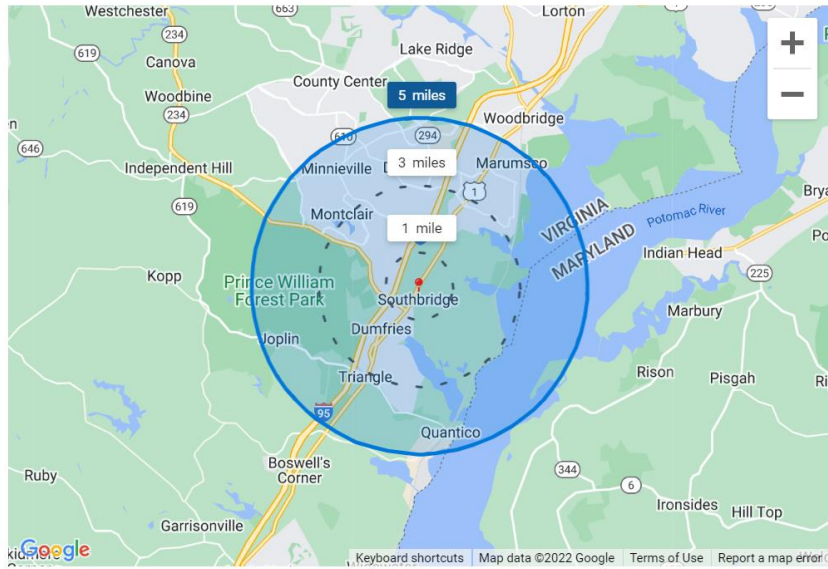 Westchester
663
Lorton
234
619
Canova
Lake Ridge
County Center
Woodbine
5 miles
234
Woodbridge
646
610
294
Independent Hill
Minnieville
3 miles
Marumsco
1
619
Montclair
1 mile
VIRGINIA
Potomac River
MARYLAND
Indian Head
Kopp
225
Prince William
Forest Park
Southbridge
Marbury
Dumfries
Joplin
Triangle
Rison
Pisgah
95
Quantico
Boswell's
Corner
344
Ruby
6
Ironsides
Hill Top
Garrisonville
Google
Keyboard shortcuts
Map data ©2022 Google
Terms of Use
Report a map error